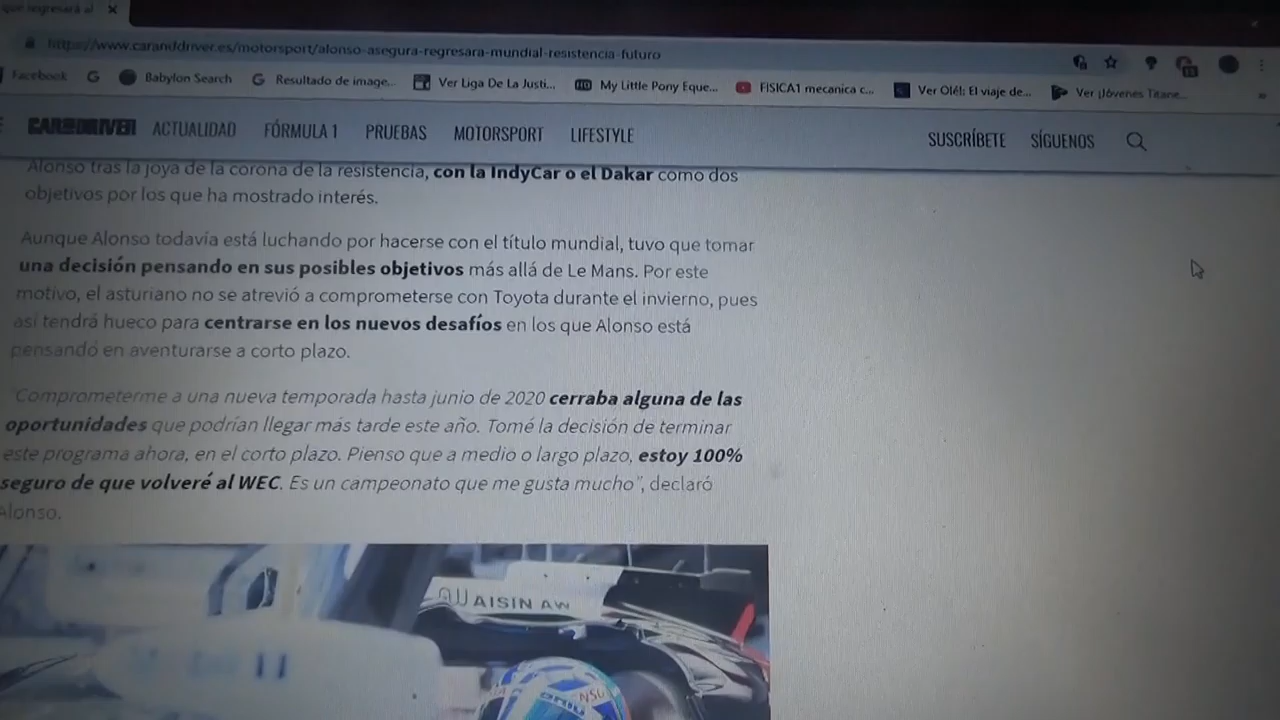 que regresará al
https://www.caranddriver.es/motorsport/alonso-asegura-regresara-mundial-resistencia-futuro
Facebook Babylon Search Resultado de image... Ver Liga De La Justi... My Little Pony Eque... FISICA1 mecanica c... Ver Olé!: El viaje de... Ver ¡Jóvenes Titane...
CAR AND DRIVER ACTUALIDAD FÓRMULA 1 PRUEBAS MOTORSPORT LIFESTYLE SUSCRÍBETE SÍGUENOS
Alonso tras la joya de la corona de la resistencia, con la IndyCar o el Dakar como dos
objetivos por los que ha mostrado interés.
Aunque Alonso todavía está luchando por hacerse con el título mundial, tuvo que tomar
una decisión pensando en sus posibles objetivos más allá de Le Mans. Por este
motivo, el asturiano no se atrevió a comprometerse con Toyota durante el invierno, pues
así tendrá hueco para centrarse en los nuevos desafíos en los que Alonso está
pensando en aventurarse a corto plazo.
"Comprometerme a una nueva temporada hasta junio de 2020 cerraba alguna de las
oportunidades que podrían llegar más tarde este año. Tomé la decisión de terminar
este programa ahora, en el corto plazo. Pienso que a medio o largo plazo, estoy 100%
seguro de que volveré al WEC. Es un campeonato que me gusta mucho", declaró
Alonso.
AISIN AW